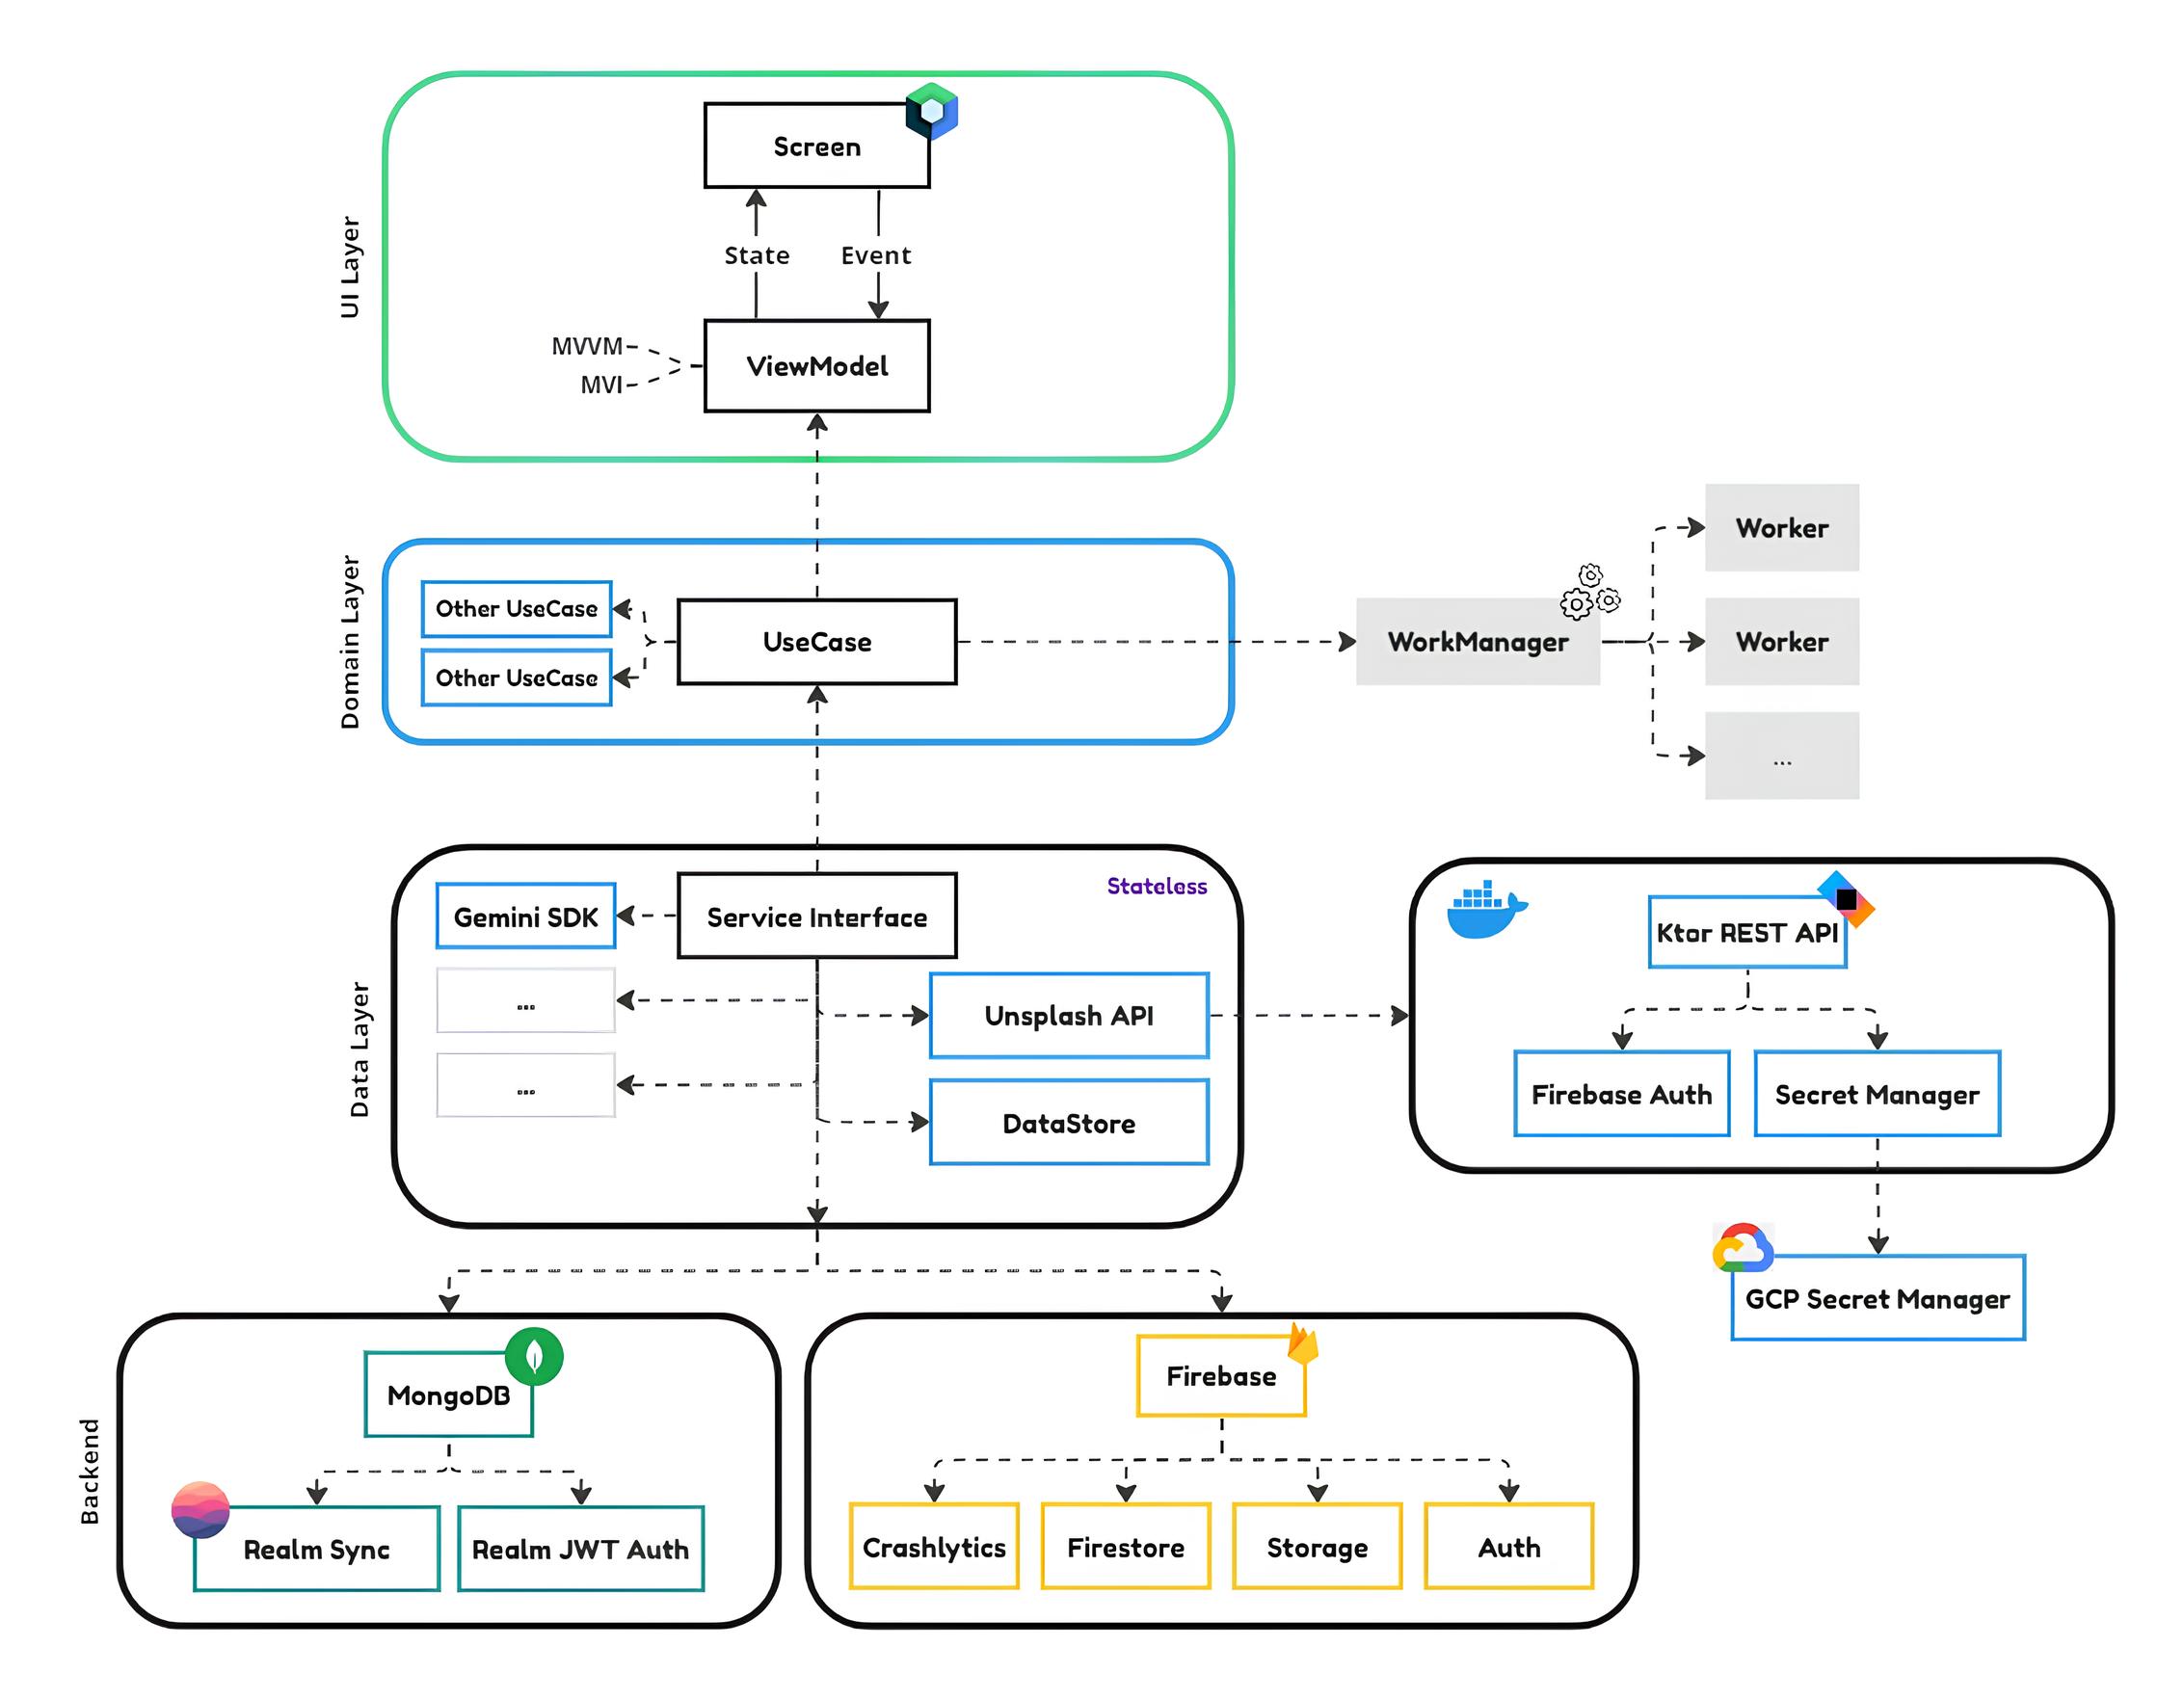 UI Layer
Screen
State
Event
MVVM
MVI
ViewModel
Domain Layer
Other UseCase
Other UseCase
UseCase
WorkManager
Worker
Worker
...
Data Layer
Stateless
Gemini SDK
Service Interface
...
...
Unsplash API
DataStore
Ktor REST API
Firebase Auth
Secret Manager
GCP Secret Manager
Backend
MongoDB
Realm Sync
Realm JWT Auth
Firebase
Crashlytics
Firestore
Storage
Auth